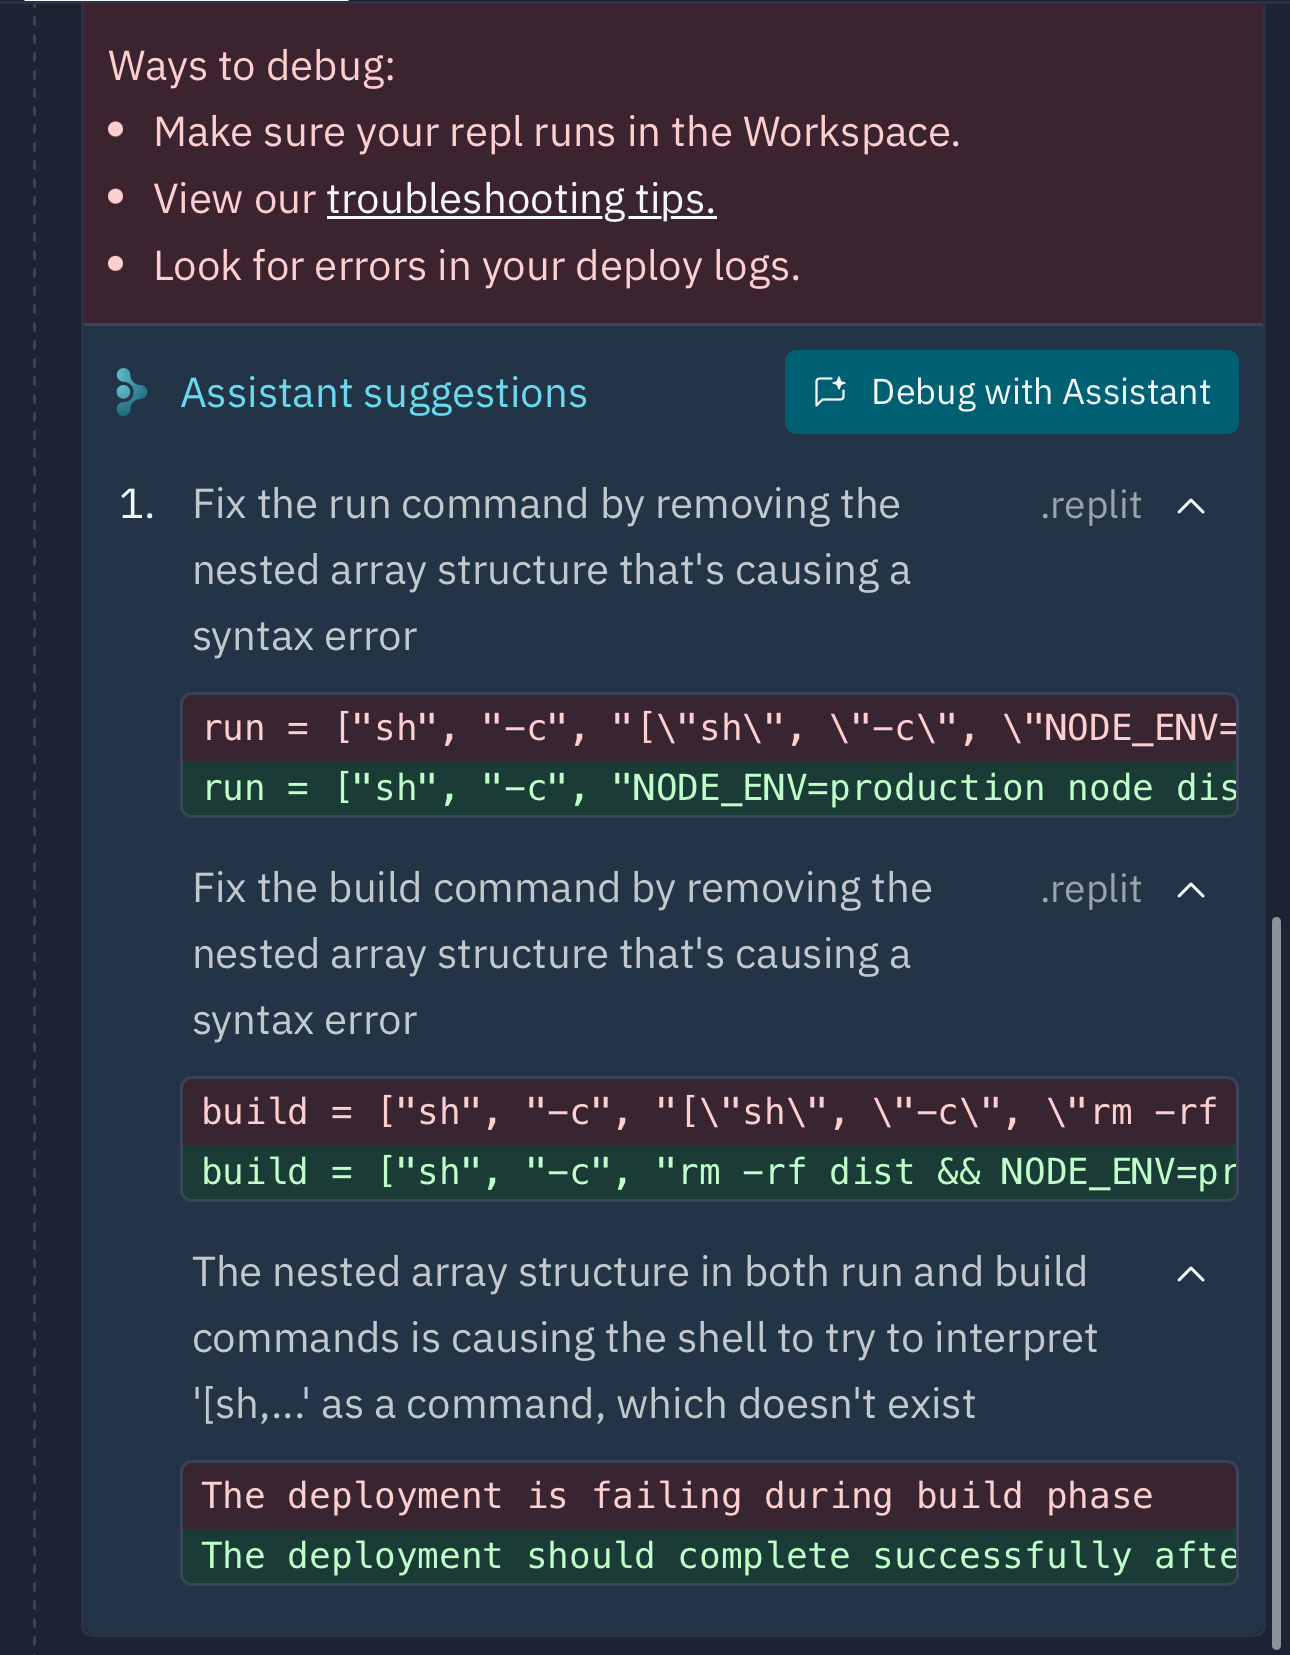 Ways to debug:
• Make sure your repl runs in the Workspace.
• View our troubleshooting tips.
• Look for errors in your deploy logs.
Assistant suggestions
Debug with Assistant
1. Fix the run command by removing the
nested array structure that's causing a
syntax error
.replit
run = ["sh", "-c", "[\"sh\", \"-c\", \"NODE_ENV=
run = ["sh", "-c", "NODE_ENV=production node dis
Fix the build command by removing the
nested array structure that's causing a
syntax error
.replit
build = ["sh", "-c", "[\"sh\", \"-c\", \"rm -rf
build = ["sh", "-c", "rm -rf dist && NODE_ENV=pr
The nested array structure in both run and build
commands is causing the shell to try to interpret
'[sh,...' as a command, which doesn't exist
The deployment is failing during build phase
The deployment should complete successfully afte